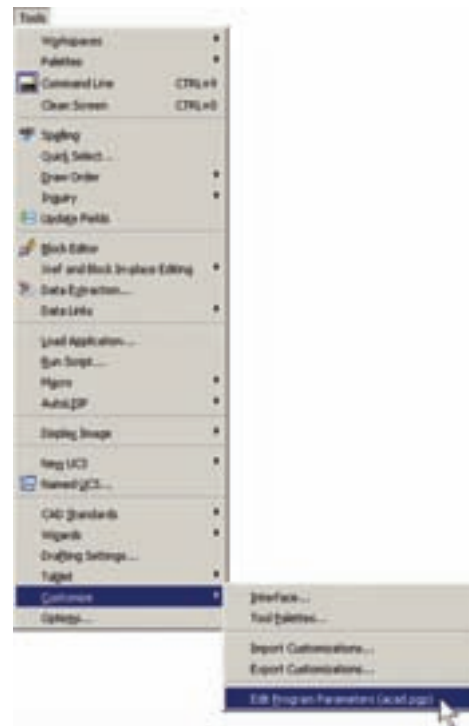 Tools
Workspaces
Palettes
Command Line CTRL+9
Clean Screen CTRL+0
Spelling
Quick Select...
Draw Order
Inquiry
Update Fields
Block Editor
Xref and Block In-place Editing
Data Extraction...
Data Links
Load Application...
Run Script...
Macro
AutoLISP
Display Image
New UCS
Named UCS...
CAD Standards
Wizards
Drafting Settings...
Tablet
Customize
Options...
Interface...
Tool Palettes...
Import Customizations...
Export Customizations...
Edit Program Parameters (acad.pgp)